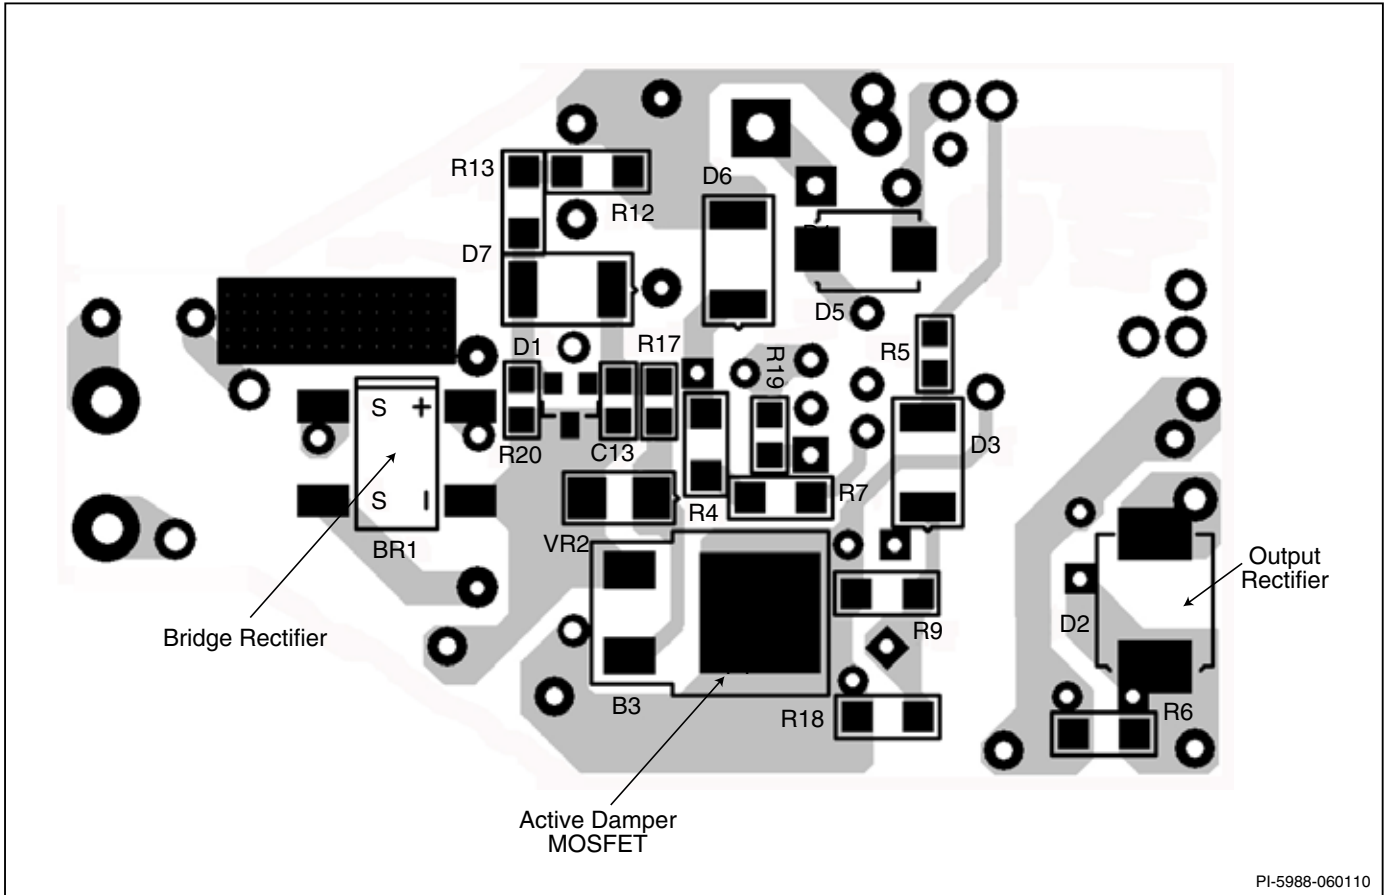 R13
R12
D6
D7
D5
D1
R17
R19
R5
S +
R20
C13
D3
S –
R4
R7
BR1
VR2
Output
Rectifier
Bridge Rectifier
R9
D2
B3
R18
R6
Active Damper
MOSFET
PI-5988-060110